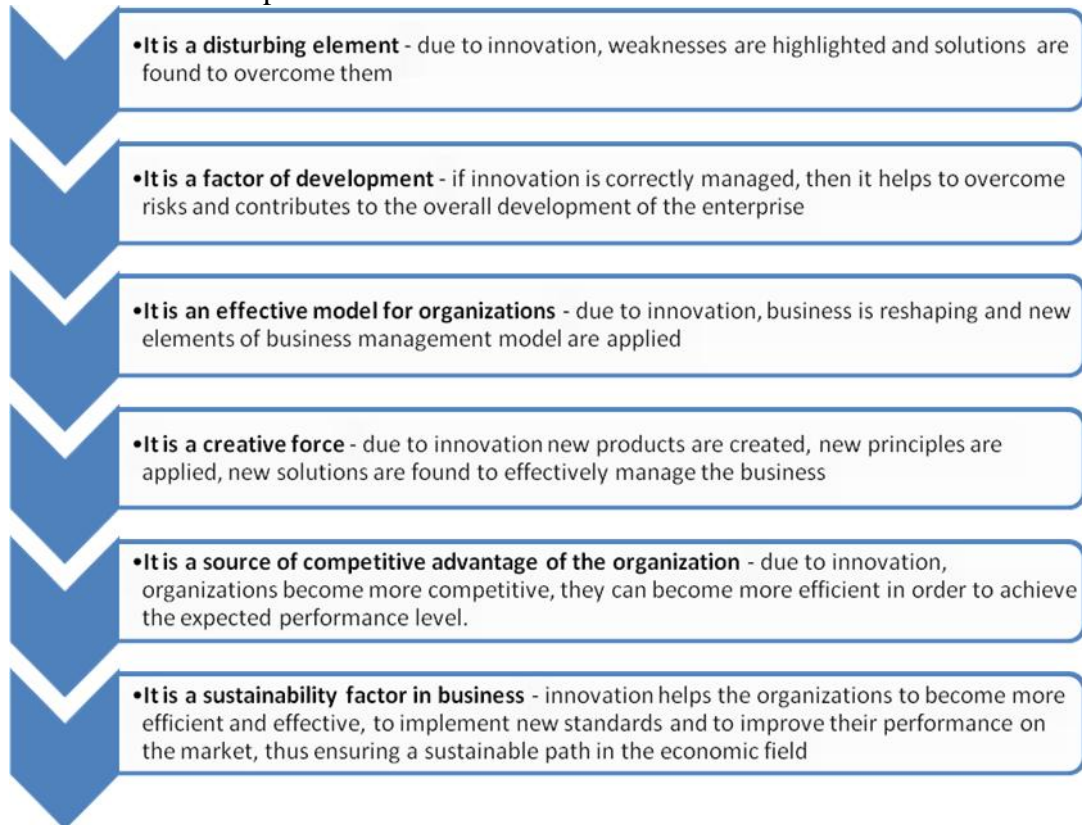 •It is a disturbing element - due to innovation, weaknesses are highlighted and solutions are
found to overcome them
•It is a factor of development - if innovation is correctly managed, then it helps to overcome
risks and contributes to the overall development of the enterprise
•It is an effective model for organizations - due to innovation, business is reshaping and new
elements of business management model are applied
•It is a creative force - due to innovation new products are created, new principles are
applied, new solutions are found to effectively manage the business
•It is a source of competitive advantage of the organization - due to innovation,
organizations become more competitive, they can become more efficient in order to achieve
the expected performance level.
•It is a sustainability factor in business - innovation helps the organizations to become more
efficient and effective, to implement new standards and to improve their performance on
the market, thus ensuring a sustainable path in the economic field